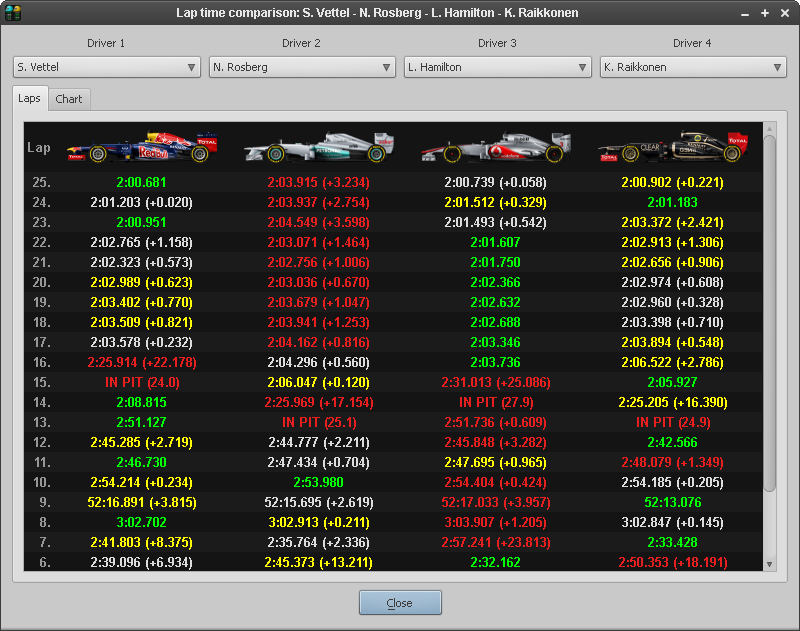 Lap time comparison: S. Vettel - N. Rosberg - L. Hamilton - K. Raikkonen
Driver 1 Driver 2 Driver 3 Driver 4
S. Vettel N. Rosberg L. Hamilton K. Raikkonen
Laps Chart
Lap
25. 2:00.681 2:03.915 (+3.234) 2:00.739 (+0.058) 2:00.902 (+0.221)
24. 2:01.203 (+0.020) 2:03.937 (+2.754) 2:01.512 (+0.329) 2:01.183
23. 2:00.951 2:04.549 (+3.598) 2:01.493 (+0.542) 2:03.372 (+2.421)
22. 2:02.765 (+1.158) 2:03.071 (+1.464) 2:01.607 2:02.913 (+1.306)
21. 2:02.323 (+0.573) 2:02.756 (+1.006) 2:01.750 2:02.656 (+0.906)
20. 2:02.989 (+0.623) 2:03.036 (+0.670) 2:02.366 2:02.974 (+0.608)
19. 2:03.402 (+0.770) 2:03.679 (+1.047) 2:02.632 2:02.960 (+0.328)
18. 2:03.509 (+0.821) 2:03.941 (+1.253) 2:02.688 2:03.398 (+0.710)
17. 2:03.578 (+0.232) 2:04.162 (+0.816) 2:03.346 2:03.894 (+0.548)
16. 2:25.914 (+22.178) 2:04.296 (+0.560) 2:03.736 2:06.522 (+2.786)
15. IN PIT (24.0) 2:06.047 (+0.120) 2:31.013 (+25.086) 2:05.927
14. 2:08.815 2:25.969 (+17.154) IN PIT (27.9) 2:25.205 (+16.390)
13. 2:51.127 IN PIT (25.1) 2:51.736 (+0.609) IN PIT (24.9)
12. 2:45.285 (+2.719) 2:44.777 (+2.211) 2:45.848 (+3.282) 2:42.566
11. 2:46.730 2:47.434 (+0.704) 2:47.695 (+0.965) 2:48.079 (+1.349)
10. 2:54.214 (+0.234) 2:53.980 2:54.404 (+0.424) 2:54.185 (+0.205)
9. 52:16.891 (+3.815) 52:15.695 (+2.619) 52:17.033 (+3.957) 52:13.076
8. 3:02.702 3:02.913 (+0.211) 3:03.907 (+1.205) 3:02.847 (+0.145)
7. 2:41.803 (+8.375) 2:35.764 (+2.336) 2:57.241 (+23.813) 2:33.428
6. 2:39.096 (+6.934) 2:45.373 (+13.211) 2:32.162 2:50.353 (+18.191)
Close